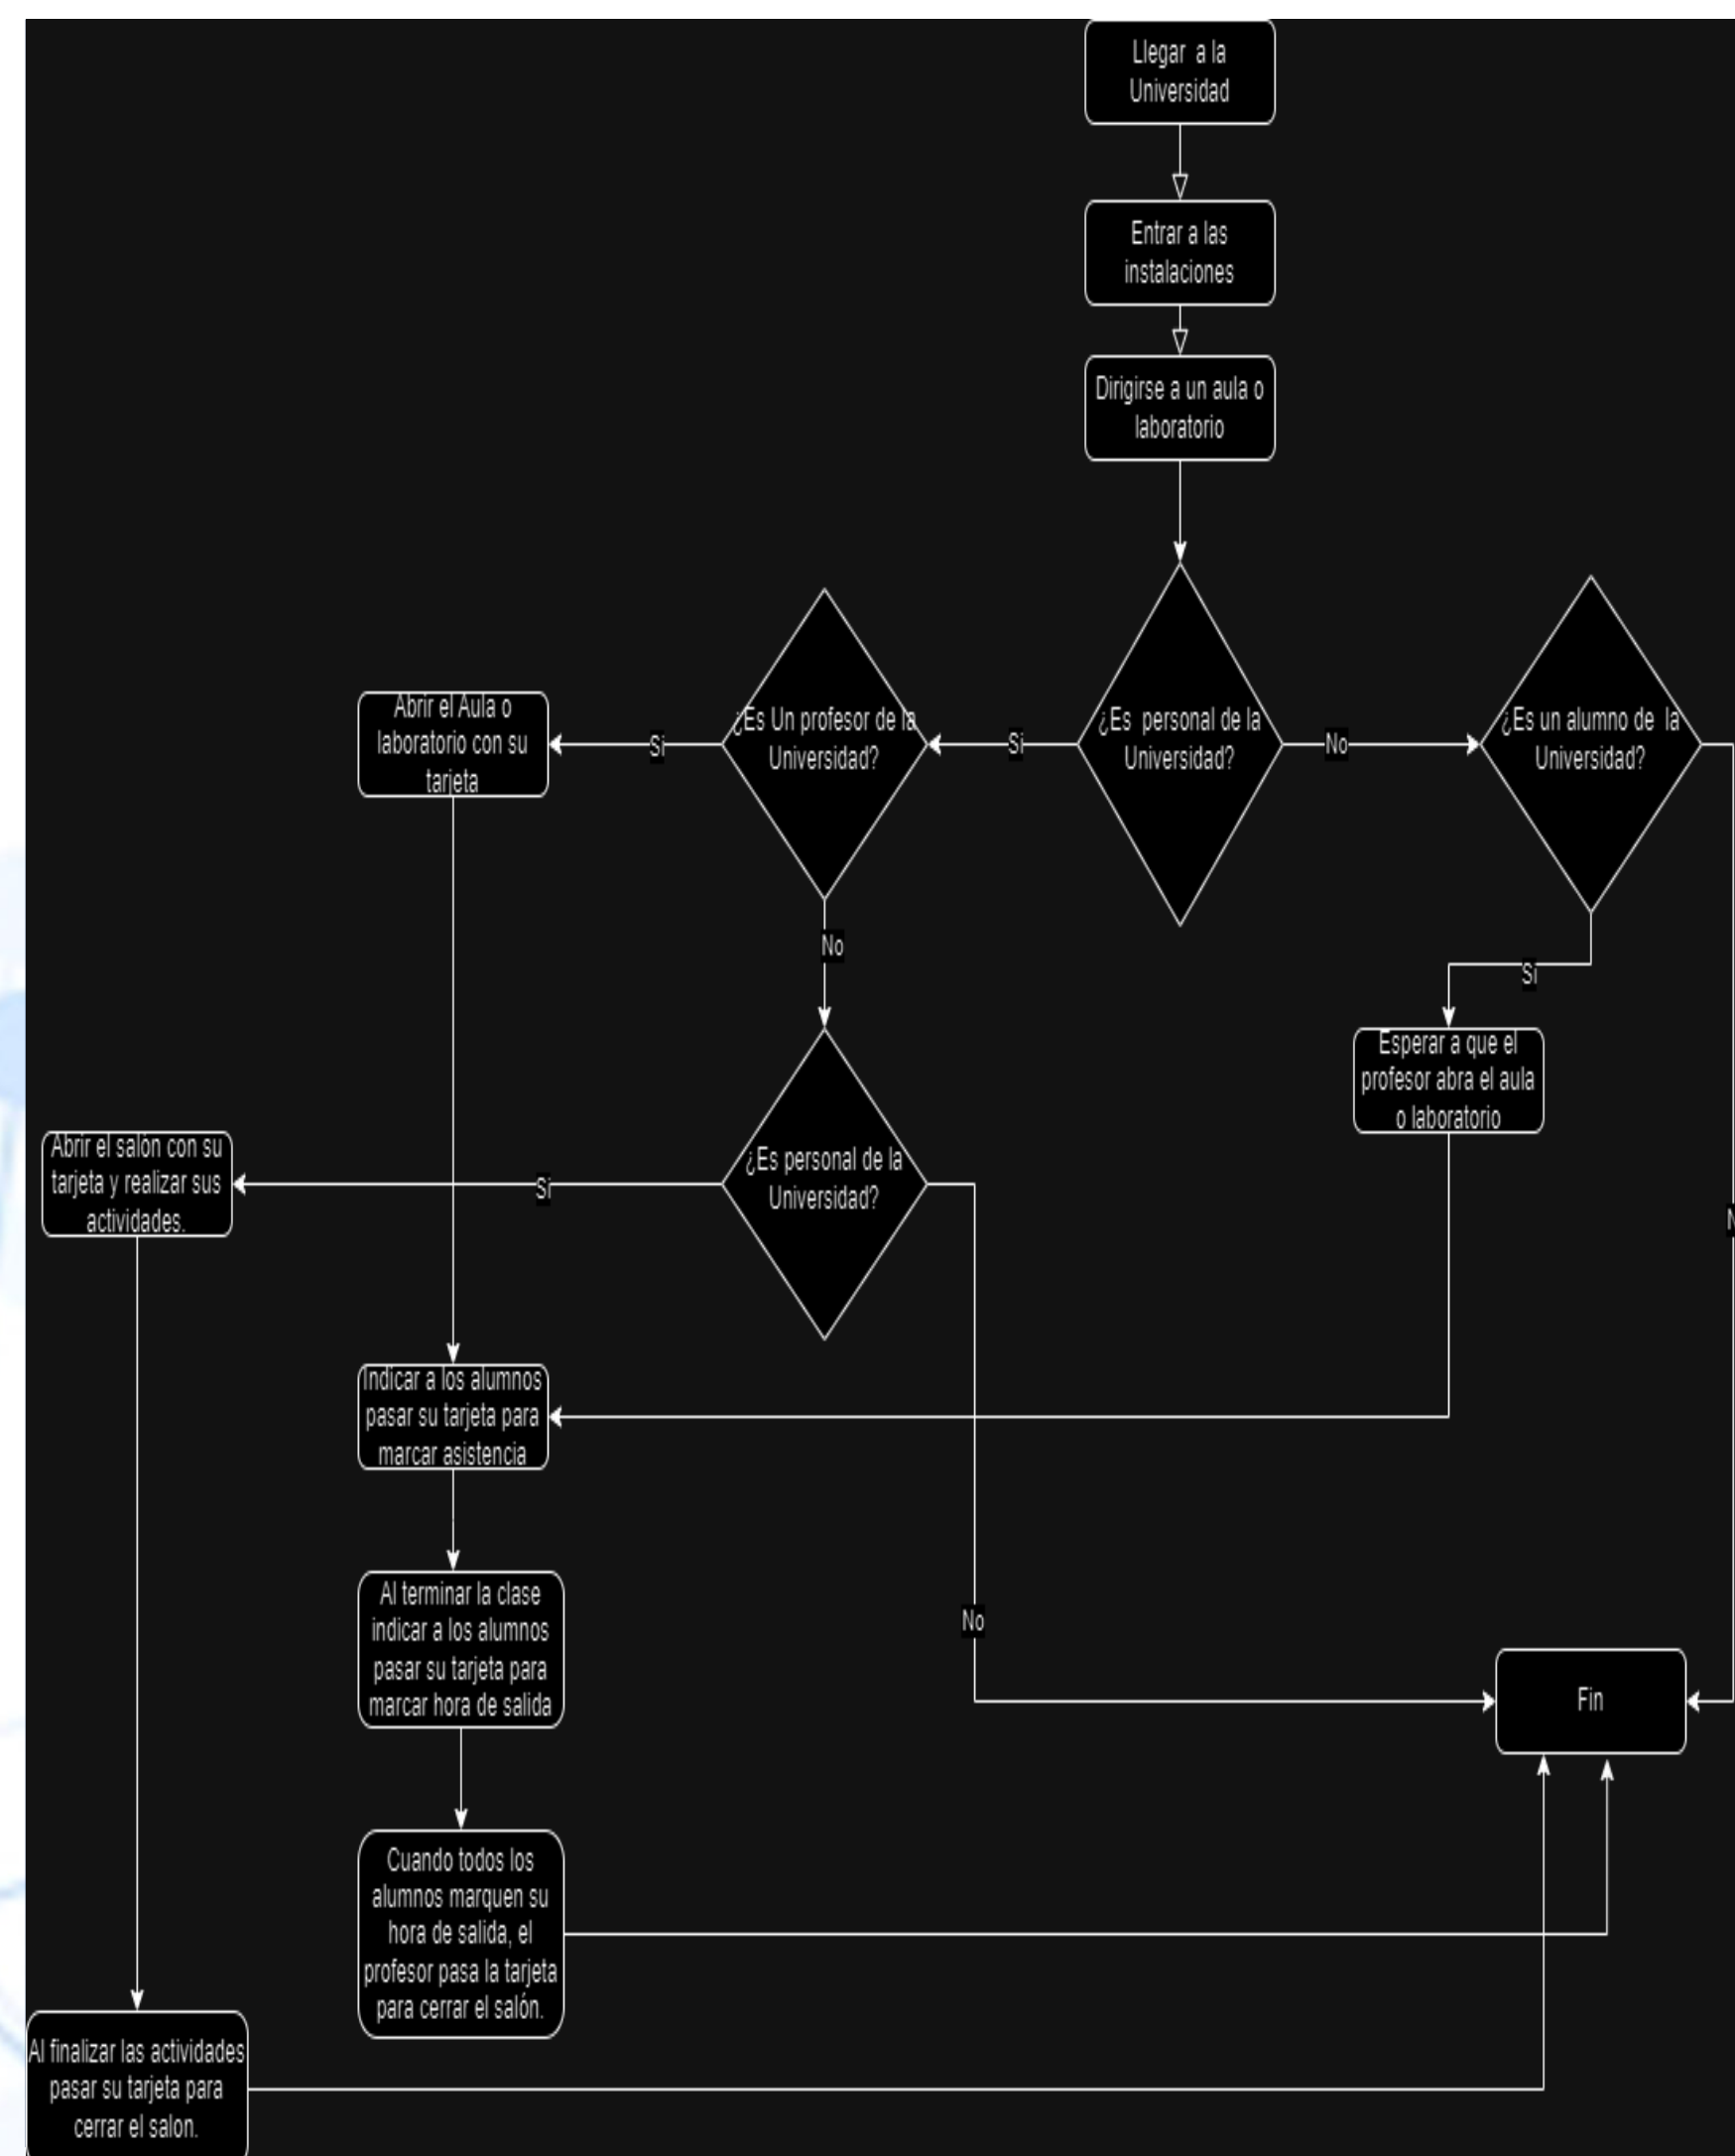 Llegar a la
Universidad
Entrar a las
instalaciones
Dirigirse a un aula o
laboratorio
Abrir el Aula o
laboratorio con su
tarjeta
Si
¿Es Un profesor de la
Universidad?
Si
¿Es personal de la
Universidad?
No
¿Es un alumno de la
Universidad?
No
Si
Esperar a que el
profesor abra el aula
o laboratorio
Abrir el salón con su
tarjeta y realizar sus
actividades.
Si
¿Es personal de la
Universidad?
Indicar a los alumnos
pasar su tarjeta para
marcar asistencia
Al terminar la clase
indicar a los alumnos
pasar su tarjeta para
marcar hora de salida
No
Fin
Cuando todos los
alumnos marquen su
hora de salida, el
profesor pasa la tarjeta
para cerrar el salón.
Al finalizar las actividades
pasar su tarjeta para
cerrar el salon.